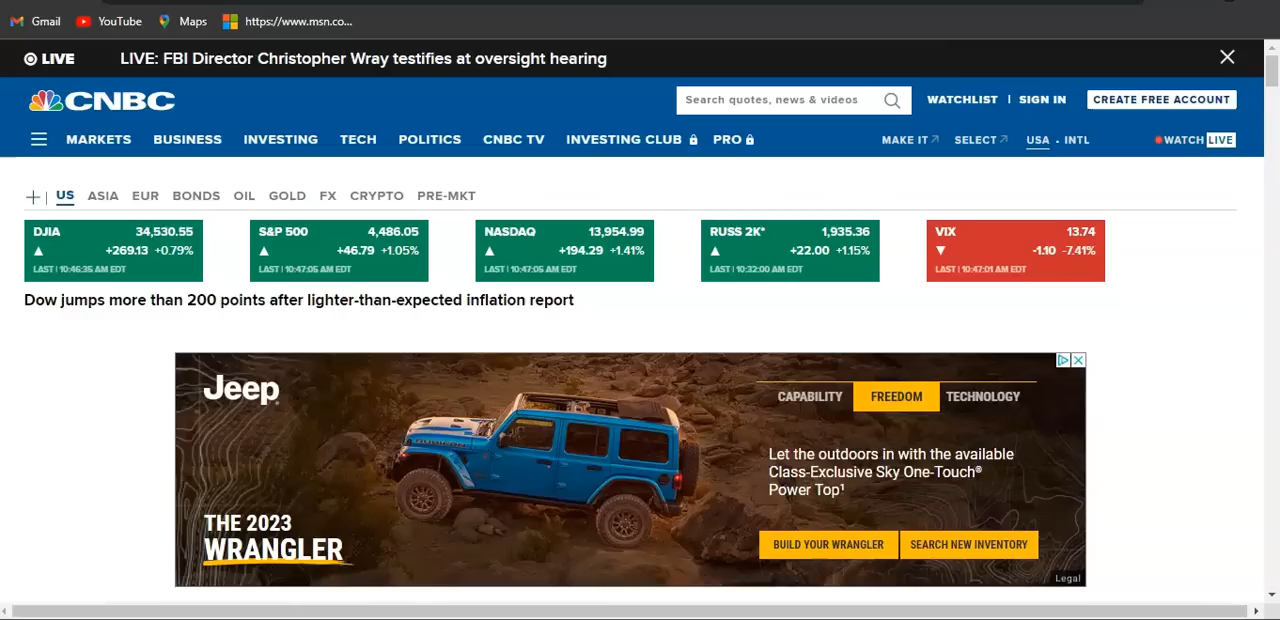 Gmail YouTube Maps https://www.msn.co...
LIVE LIVE: FBI Director Christopher Wray testifies at oversight hearing
CNBC Search quotes, news & videos WATCHLIST | SIGN IN CREATE FREE ACCOUNT
MARKETS BUSINESS INVESTING TECH POLITICS CNBC TV INVESTING CLUB PRO MAKE IT SELECT USA • INTL WATCH LIVE
US ASIA EUR BONDS OIL GOLD FX CRYPTO PRE-MKT
DJIA 34,530.55
+269.13 +0.79%
LAST | 10:46:35 AM EDT
S&P 500 4,486.05
+46.79 +1.05%
LAST | 10:47:05 AM EDT
NASDAQ 13,954.99
+194.29 +1.41%
LAST | 10:47:05 AM EDT
RUSS 2K* 1,935.36
+22.00 +1.15%
LAST | 10:32:00 AM EDT
VIX 13.74
-1.10 -7.41%
LAST | 10:47:01 AM EDT
Dow jumps more than 200 points after lighter-than-expected inflation report
Jeep
THE 2023
WRANGLER
CAPABILITY FREEDOM TECHNOLOGY
Let the outdoors in with the available
Class-Exclusive Sky One-Touch®
Power Top¹
BUILD YOUR WRANGLER SEARCH NEW INVENTORY
Legal